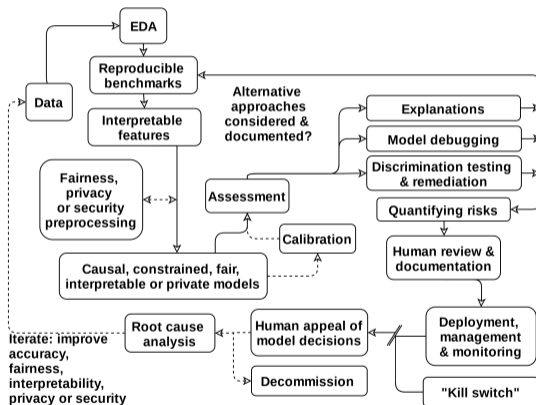 EDA
Reproducible
benchmarks
Data
Interpretable
features
Alternative
approaches
considered &
documented?
Explanations
Model debugging
Discrimination testing
& remediation
Fairness,
privacy
or security
preprocessing
Assessment
Quantifying risks
Calibration
Human review &
documentation
Causal, constrained, fair,
interpretable or private models
Root cause
analysis
Human appeal of
model decisions
Deployment,
management
& monitoring
Iterate: improve
accuracy,
fairness,
interpretability,
privacy or security
Decommission
"Kill switch"